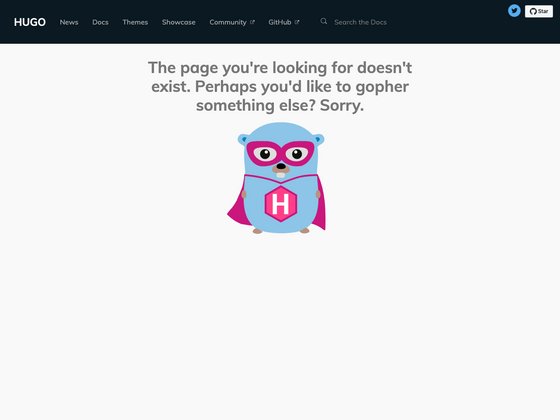 HUGO News Docs Themes Showcase Community GitHub Search the Docs Star
The page you're looking for doesn't
exist. Perhaps you'd like to gopher
something else? Sorry.
H